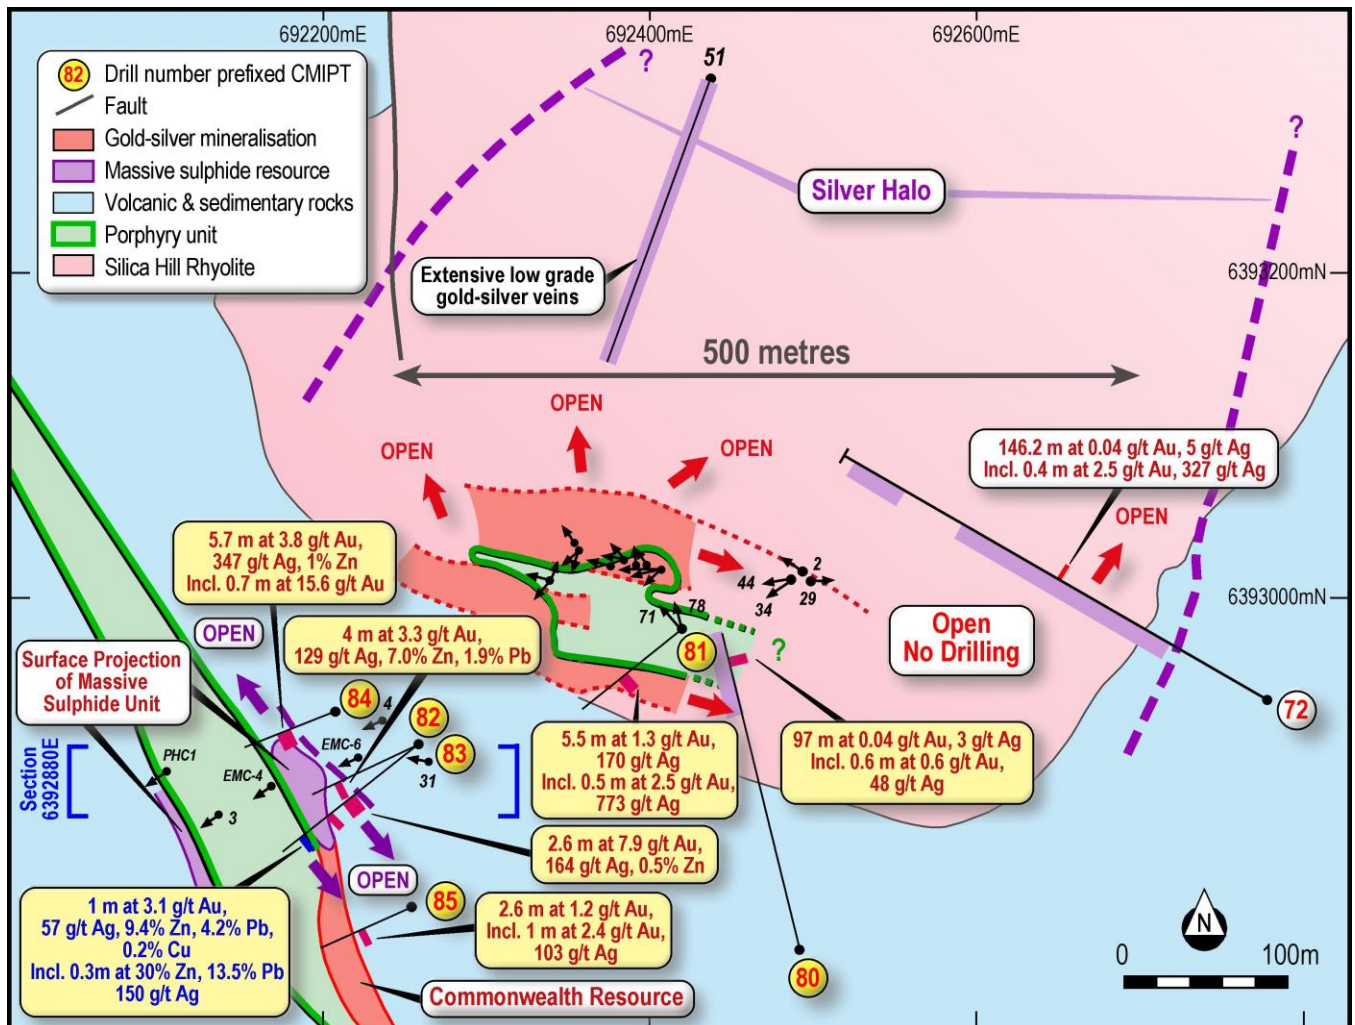 692200mE
692400mE
692600mE
82 Drill number prefixed CMIPT
Fault
Gold-silver mineralisation
Massive sulphide resource
Volcanic & sedimentary rocks
Porphyry unit
Silica Hill Rhyolite
?
51
?
Silver Halo
Extensive low grade
gold-silver veins
6393200mN
500 metres
OPEN
OPEN
OPEN
146.2 m at 0.04 g/t Au, 5 g/t Ag
Incl. 0.4 m at 2.5 g/t Au, 327 g/t Ag
OPEN
5.7 m at 3.8 g/t Au,
347 g/t Ag, 1% Zn
Incl. 0.7 m at 15.6 g/t Au
2
44
29
34
6393000mN
71
78
81
?
Open
No Drilling
OPEN
4 m at 3.3 g/t Au,
129 g/t Ag, 7.0% Zn, 1.9% Pb
Surface Projection
of Massive
Sulphide Unit
84
4
82
83
72
PHC1
EMC-4
EMC-6
31
3
Section
6392880E
5.5 m at 1.3 g/t Au,
170 g/t Ag
Incl. 0.5 m at 2.5 g/t Au,
773 g/t Ag
97 m at 0.04 g/t Au, 3 g/t Ag
Incl. 0.6 m at 0.6 g/t Au,
48 g/t Ag
2.6 m at 7.9 g/t Au,
164 g/t Ag, 0.5% Zn
OPEN
1 m at 3.1 g/t Au,
57 g/t Ag, 9.4% Zn, 4.2% Pb,
0.2% Cu
Incl. 0.3m at 30% Zn, 13.5% Pb
150 g/t Ag
85
2.6 m at 1.2 g/t Au,
Incl. 1 m at 2.4 g/t Au,
103 g/t Ag
80
Commonwealth Resource
N
0
100m